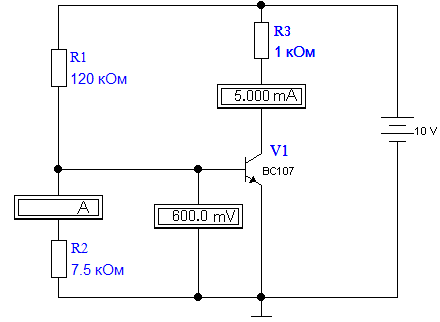 R1
120 кОм
R3
1 кОм
5.000 mA
V1
BC107
10 V
A
600.0 mV
R2
7.5 кОм